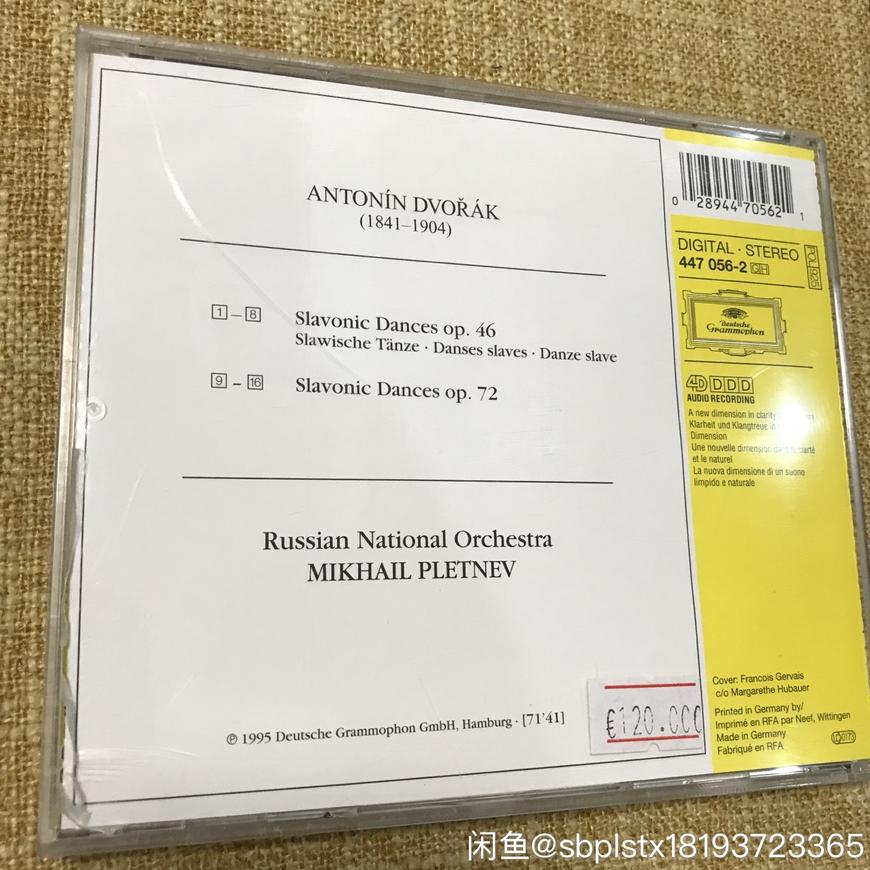 ANTONÍN DVOŘÁK
(1841–1904)
1 – 8 Slavonic Dances op. 46
Slawische Tänze · Danses slaves · Danze slave
9 – 16 Slavonic Dances op. 72
Russian National Orchestra
MIKHAIL PLETNEV
℗ 1995 Deutsche Grammophon GmbH, Hamburg · [71'41]
€120.000
0 28944 70562 1
DIGITAL · STEREO
447 056-2 GH
POL 925
Deutsche
Grammophon
4D DDD
AUDIO RECORDING
A new dimension in clarity
Klarheit und Klangtreue in
Dimension
Une nouvelle dimension dans la clarté
et le naturel
La nuova dimensione di un suono
limpido e naturale
Cover: Francois Gervais
c/o Margarethe Hubauer
Printed in Germany by/
Imprimé en RFA par Neef, Wittingen
Made in Germany
Fabriqué en RFA
LC 0173
闲鱼@sbplstx18193723365